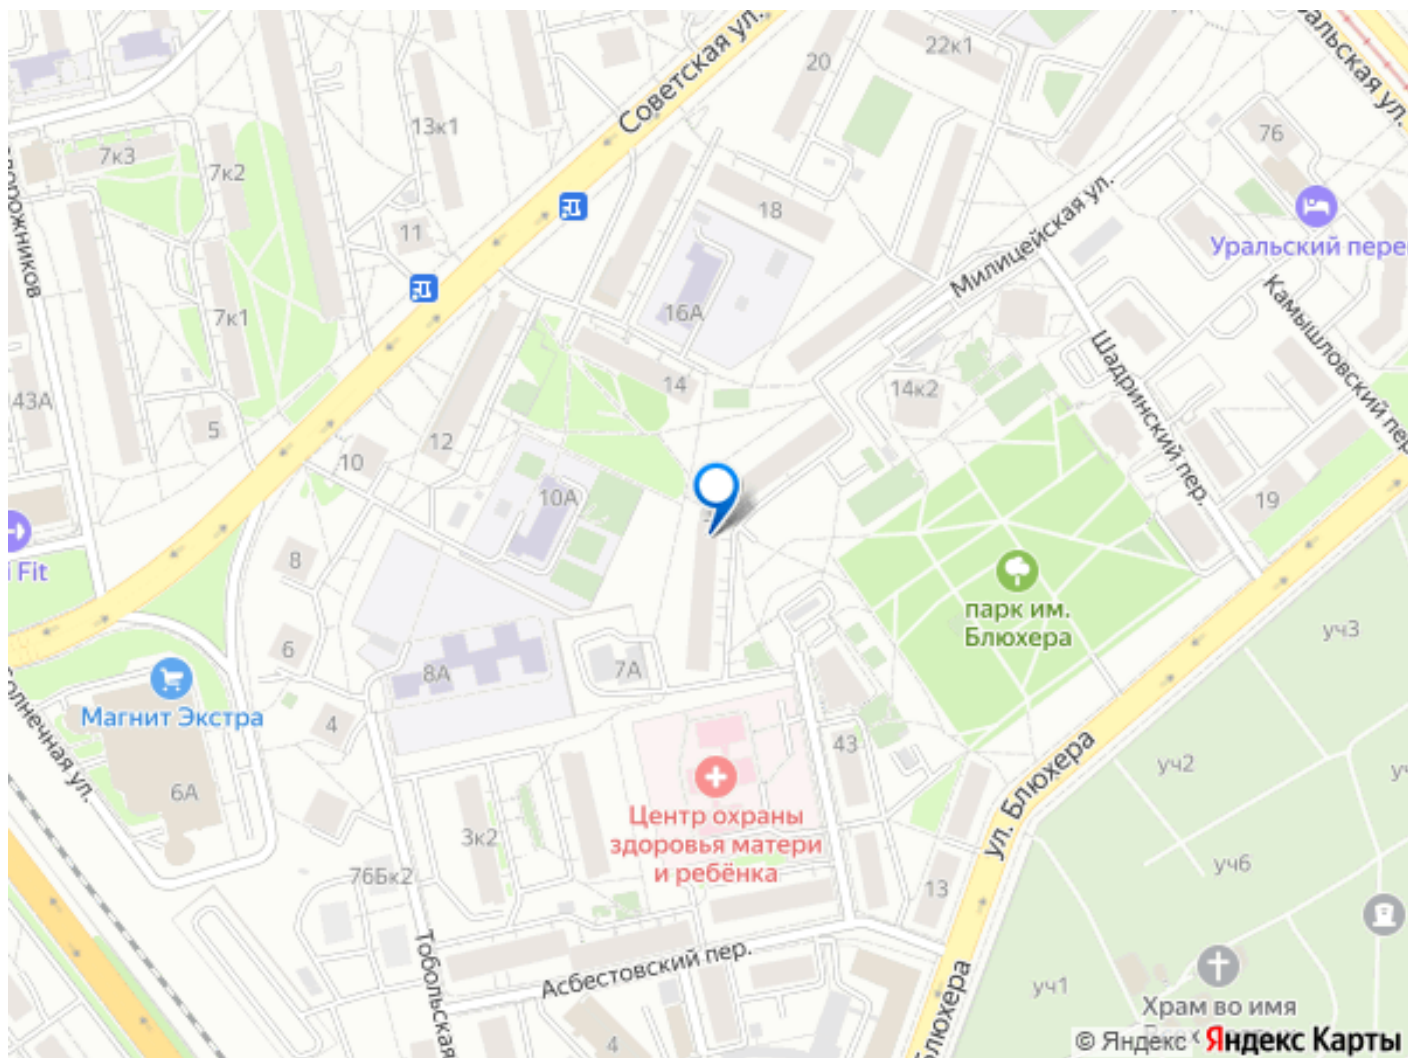 Советская ул.
20
22к1
Уральская ул.
13к1
76
7к3
7к2
18
Милицейская ул.
11
Уральский пере
7к1
16А
Камышловский пер.
Шадринский пер.
14
14к2
43А
5
12
10
10А
19
8
Fit
парк им.
Блюхера
уч3
6
8А
7А
Магнит Экстра
4
Солнечная ул.
43
уч2
ул. Блюхера
6А
Центр охраны
здоровья матери
и ребёнка
3к2
уч6
76Бк2
13
Тобольская
Асбестовский пер.
уч1
Блюхера
Храм во имя
4
© Яндекс Яндекс Карты